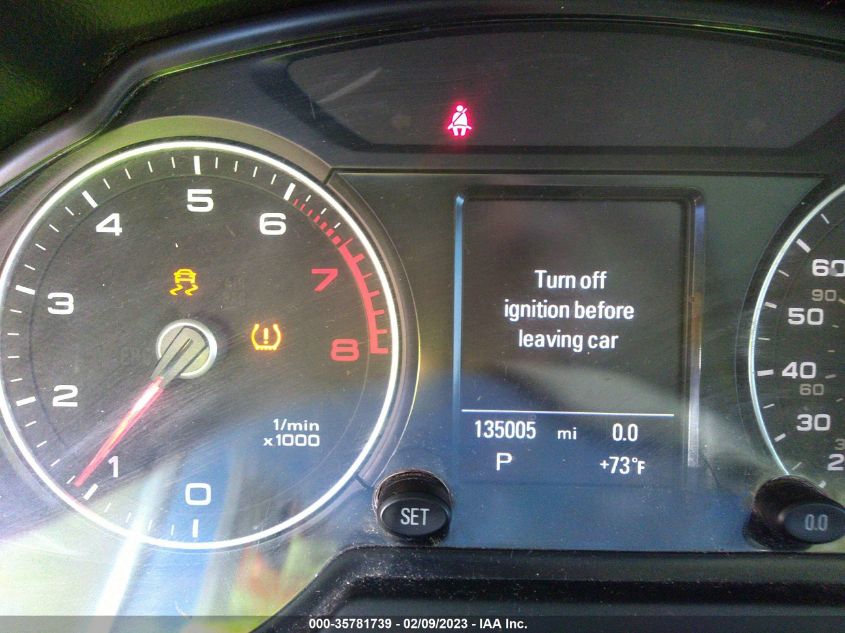 Turn off
ignition before
leaving car
135005 mi 0.0
P +73°F
0
1
2
3
4
5
6
7
8
1/min
x1000
SET
0.0
60
90
50
40
60
30
000-35781739 - 02/09/2023 - IAA Inc.